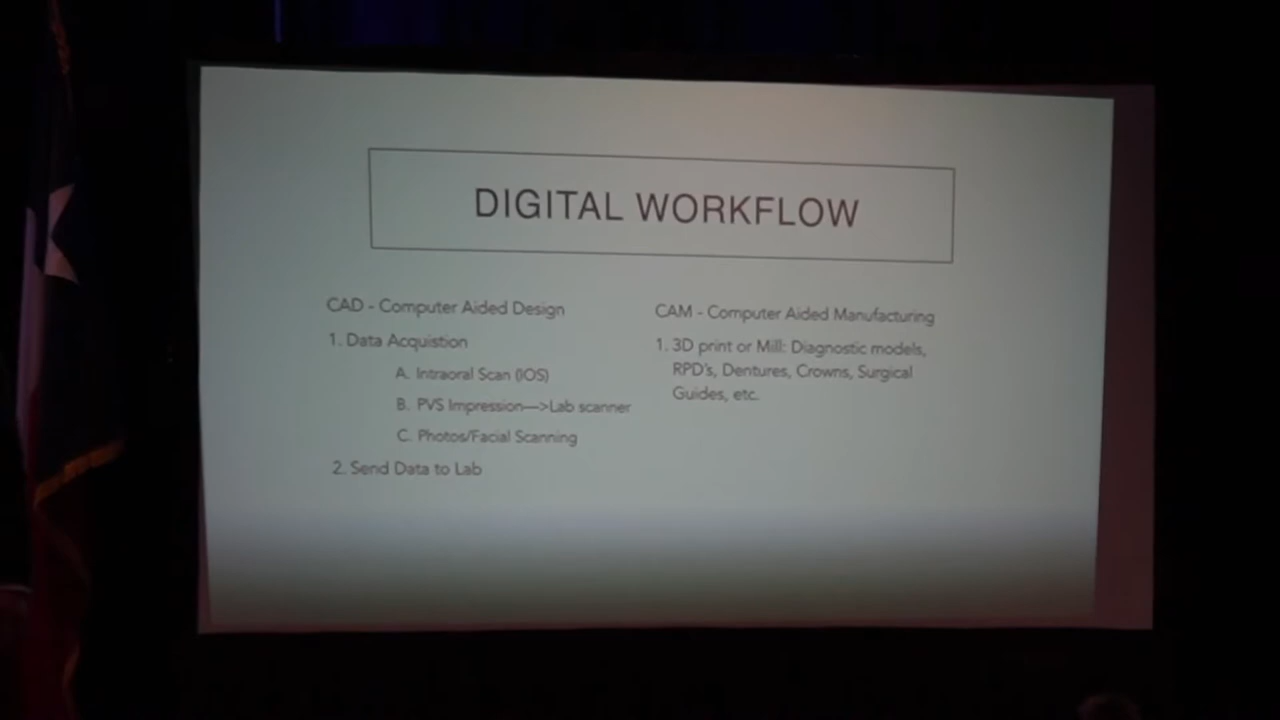 DIGITAL WORKFLOW
CAD - Computer Aided Design
1. Data Acquistion
A. Intraoral Scan (IOS)
B. PVS Impression—>Lab scanner
C. Photos/Facial Scanning
2. Send Data to Lab
CAM - Computer Aided Manufacturing
1. 3D print or Mill: Diagnostic models,
RPD's, Dentures, Crowns, Surgical
Guides, etc.